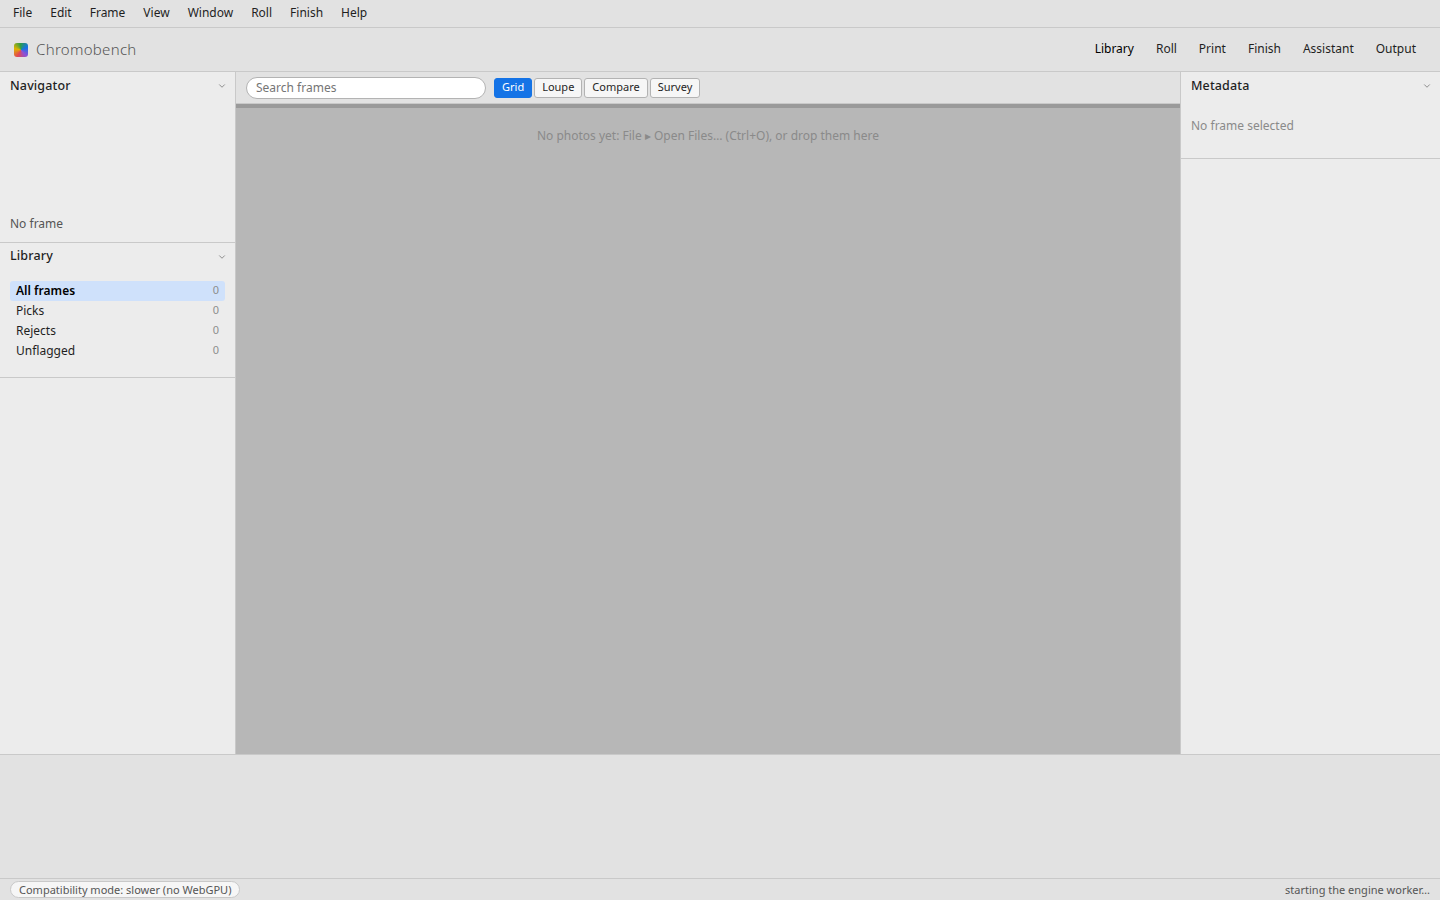 File Edit Frame View Window Roll Finish Help
Chromobench
Library Roll Print Finish Assistant Output
Navigator
Search frames
Grid Loupe Compare Survey
Metadata
No photos yet: File ▸ Open Files... (Ctrl+O), or drop them here
No frame selected
No frame
Library
All frames 0
Picks 0
Rejects 0
Unflagged 0
Compatibility mode: slower (no WebGPU)
starting the engine worker...